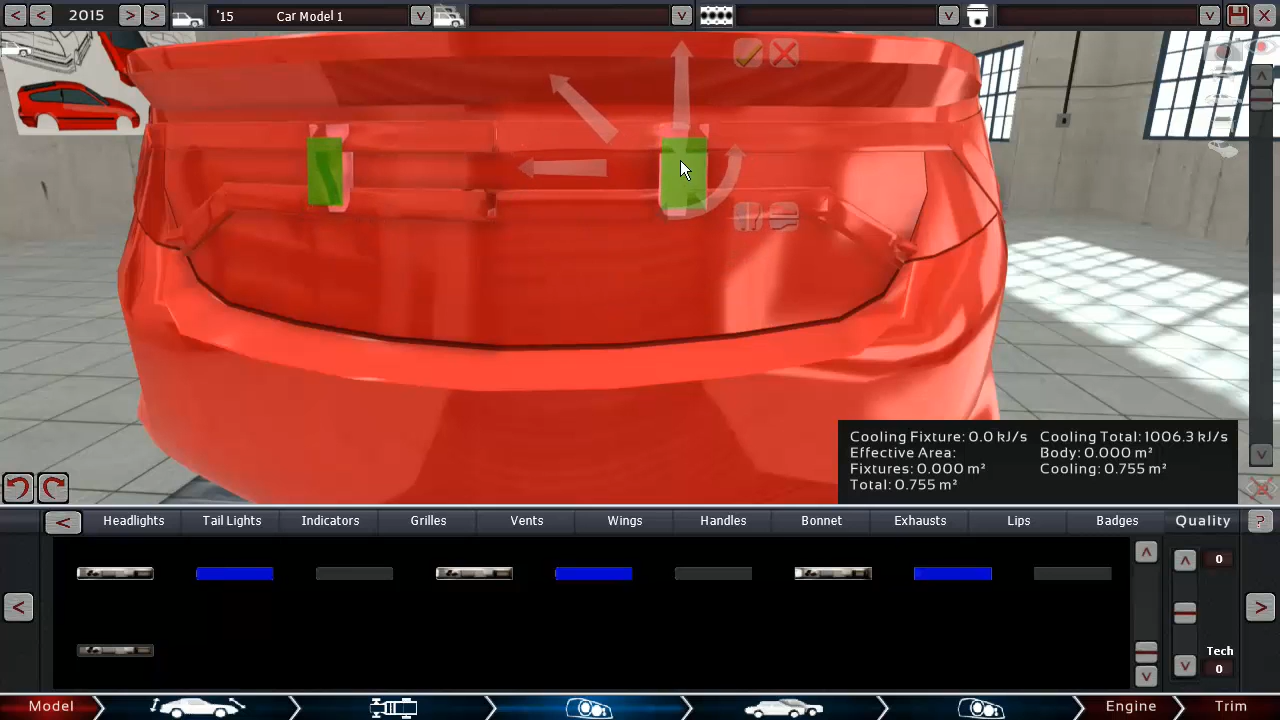 < < 2015 > > '15 Car Model 1 V V V V X
Cooling Fixture: 0.0 kJ/s Cooling Total: 1006.3 kJ/s
Effective Area: Body: 0.000 m²
Fixtures: 0.000 m² Cooling: 0.755 m²
Total: 0.755 m²
< Headlights Tail Lights Indicators Grilles Vents Wings Handles Bonnet Exhausts Lips Badges Quality ?
0
< >
Tech
0
Model Engine Trim